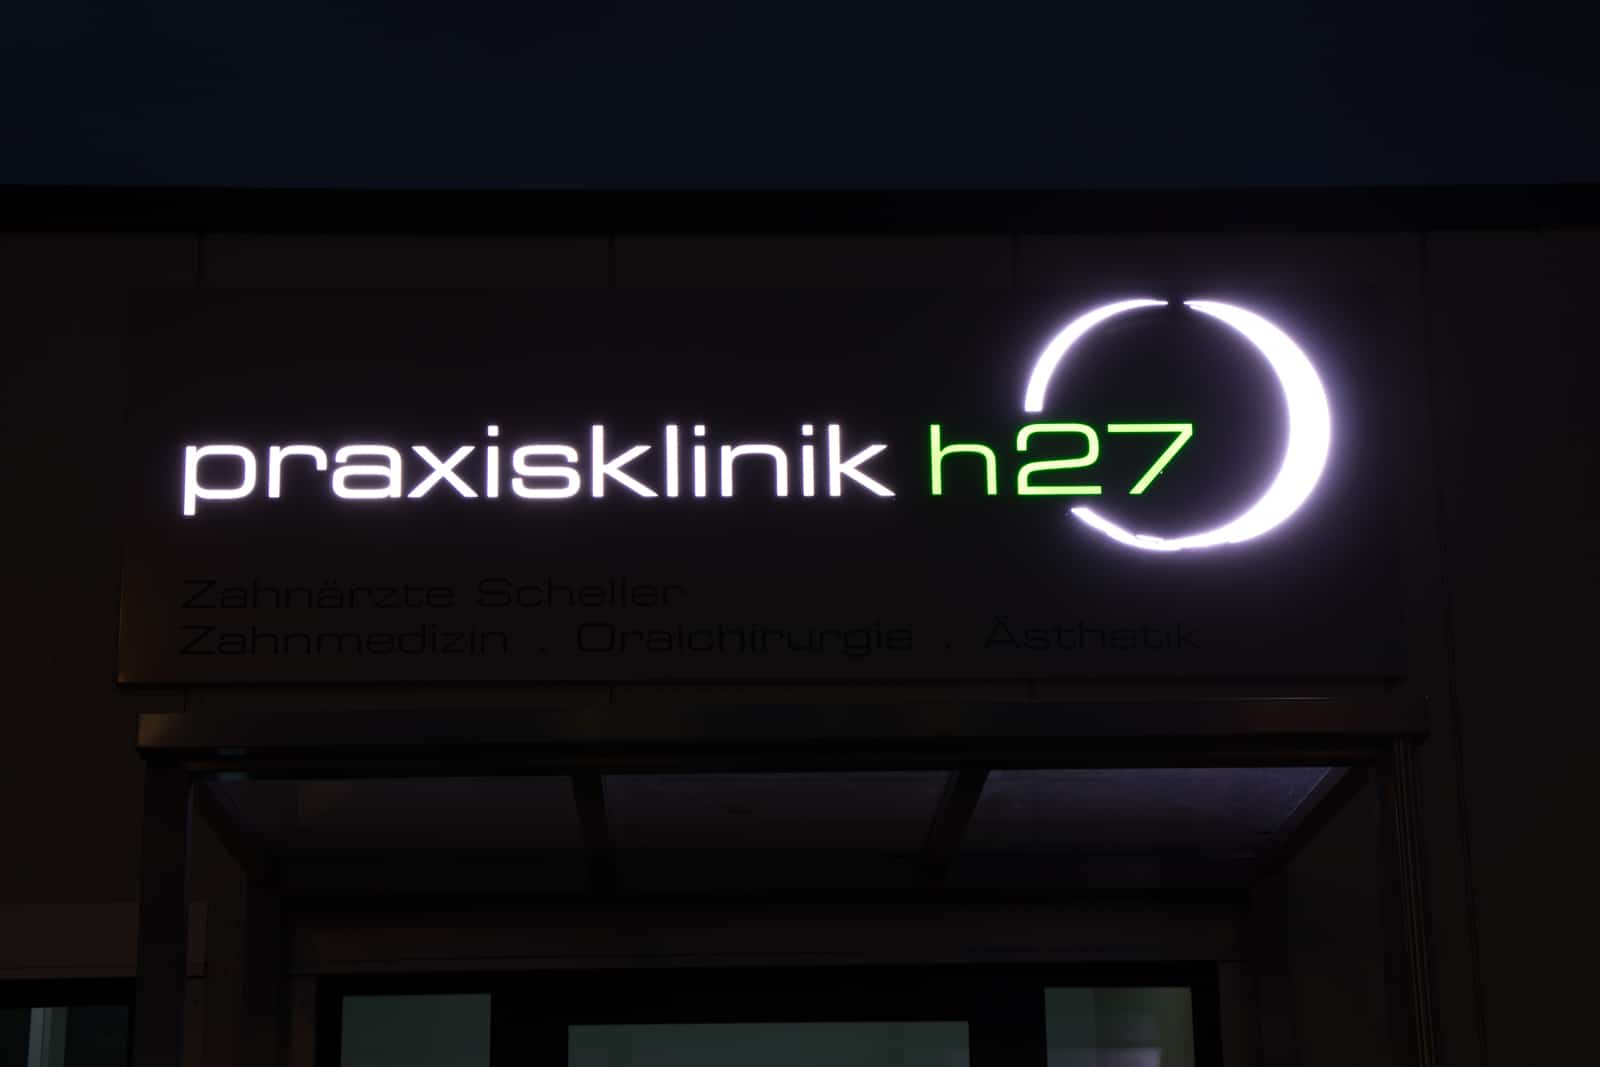 praxisklinik h27
Zahnärzte Scheller
Zahnmedizin . Oralchirurgie . Ästhetik